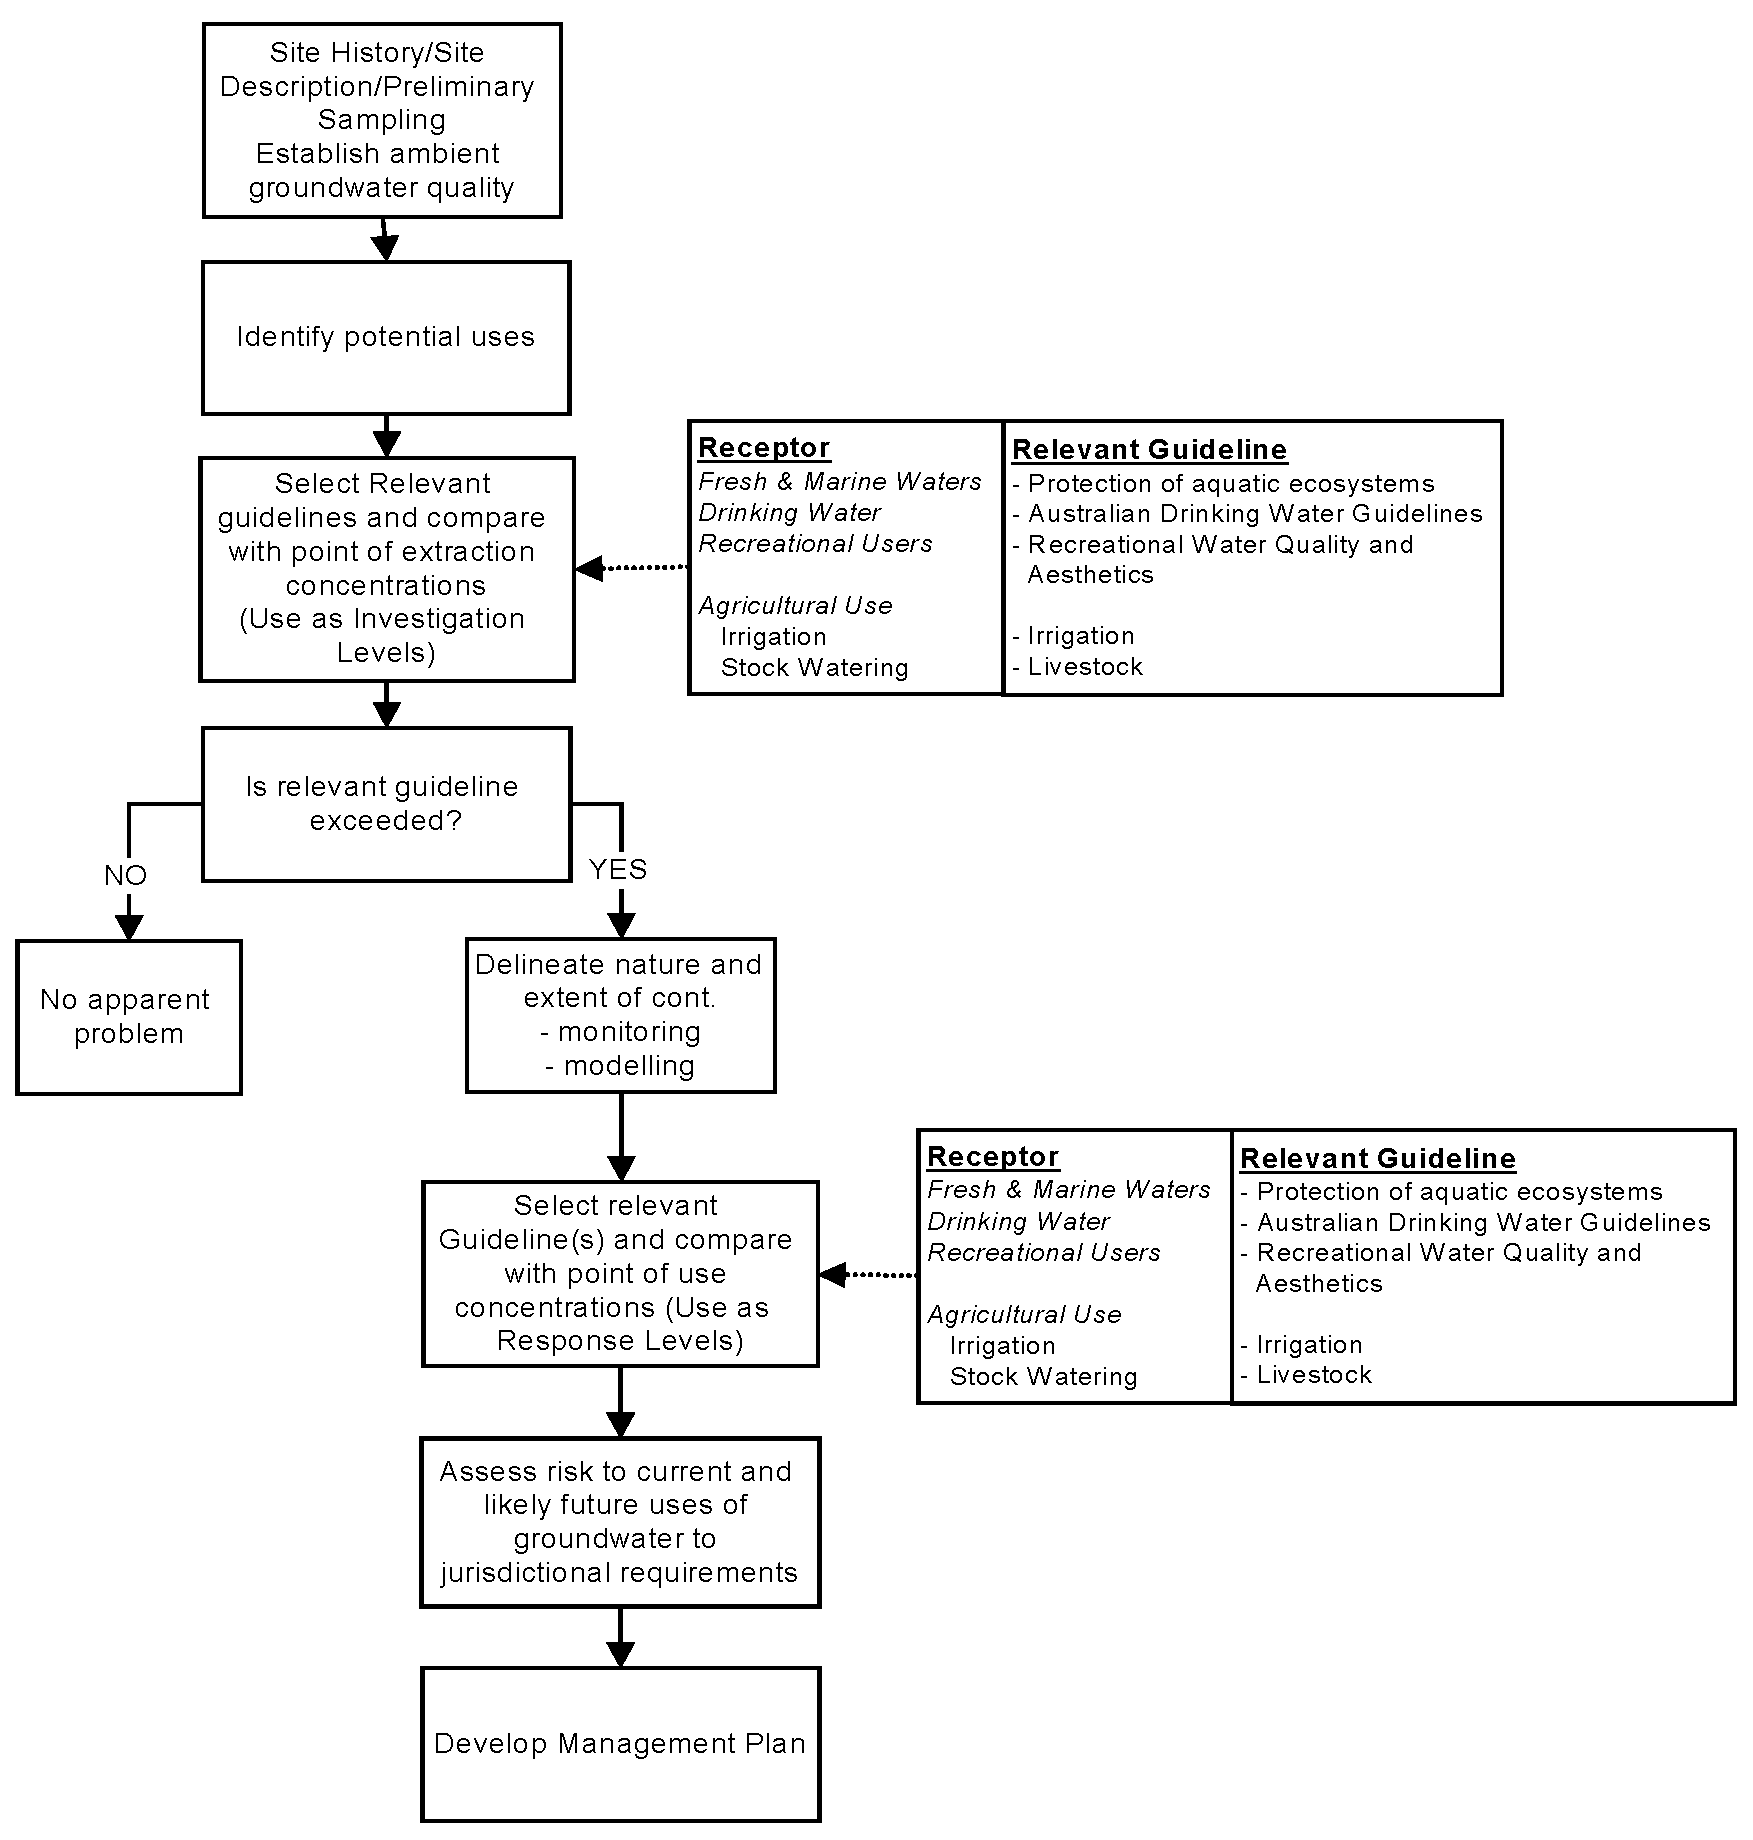 Site History/Site
Description/Preliminary
Sampling
Establish ambient
groundwater quality
Identify potential uses
Select Relevant
guidelines and compare
with point of extraction
concentrations
(Use as Investigation
Levels)
Receptor
Fresh & Marine Waters
Drinking Water
Recreational Users
Agricultural Use
Irrigation
Stock Watering
Relevant Guideline
- Protection of aquatic ecosystems
- Australian Drinking Water Guidelines
- Recreational Water Quality and
Aesthetics
- Irrigation
- Livestock
Is relevant guideline
exceeded?
NO
YES
No apparent
problem
Delineate nature and
extent of cont.
- monitoring
- modelling
Select relevant
Guideline(s) and compare
with point of use
concentrations (Use as
Response Levels)
Receptor
Fresh & Marine Waters
Drinking Water
Recreational Users
Agricultural Use
Irrigation
Stock Watering
Relevant Guideline
- Protection of aquatic ecosystems
- Australian Drinking Water Guidelines
- Recreational Water Quality and
Aesthetics
- Irrigation
- Livestock
Assess risk to current and
likely future uses of
groundwater to
jurisdictional requirements
Develop Management Plan